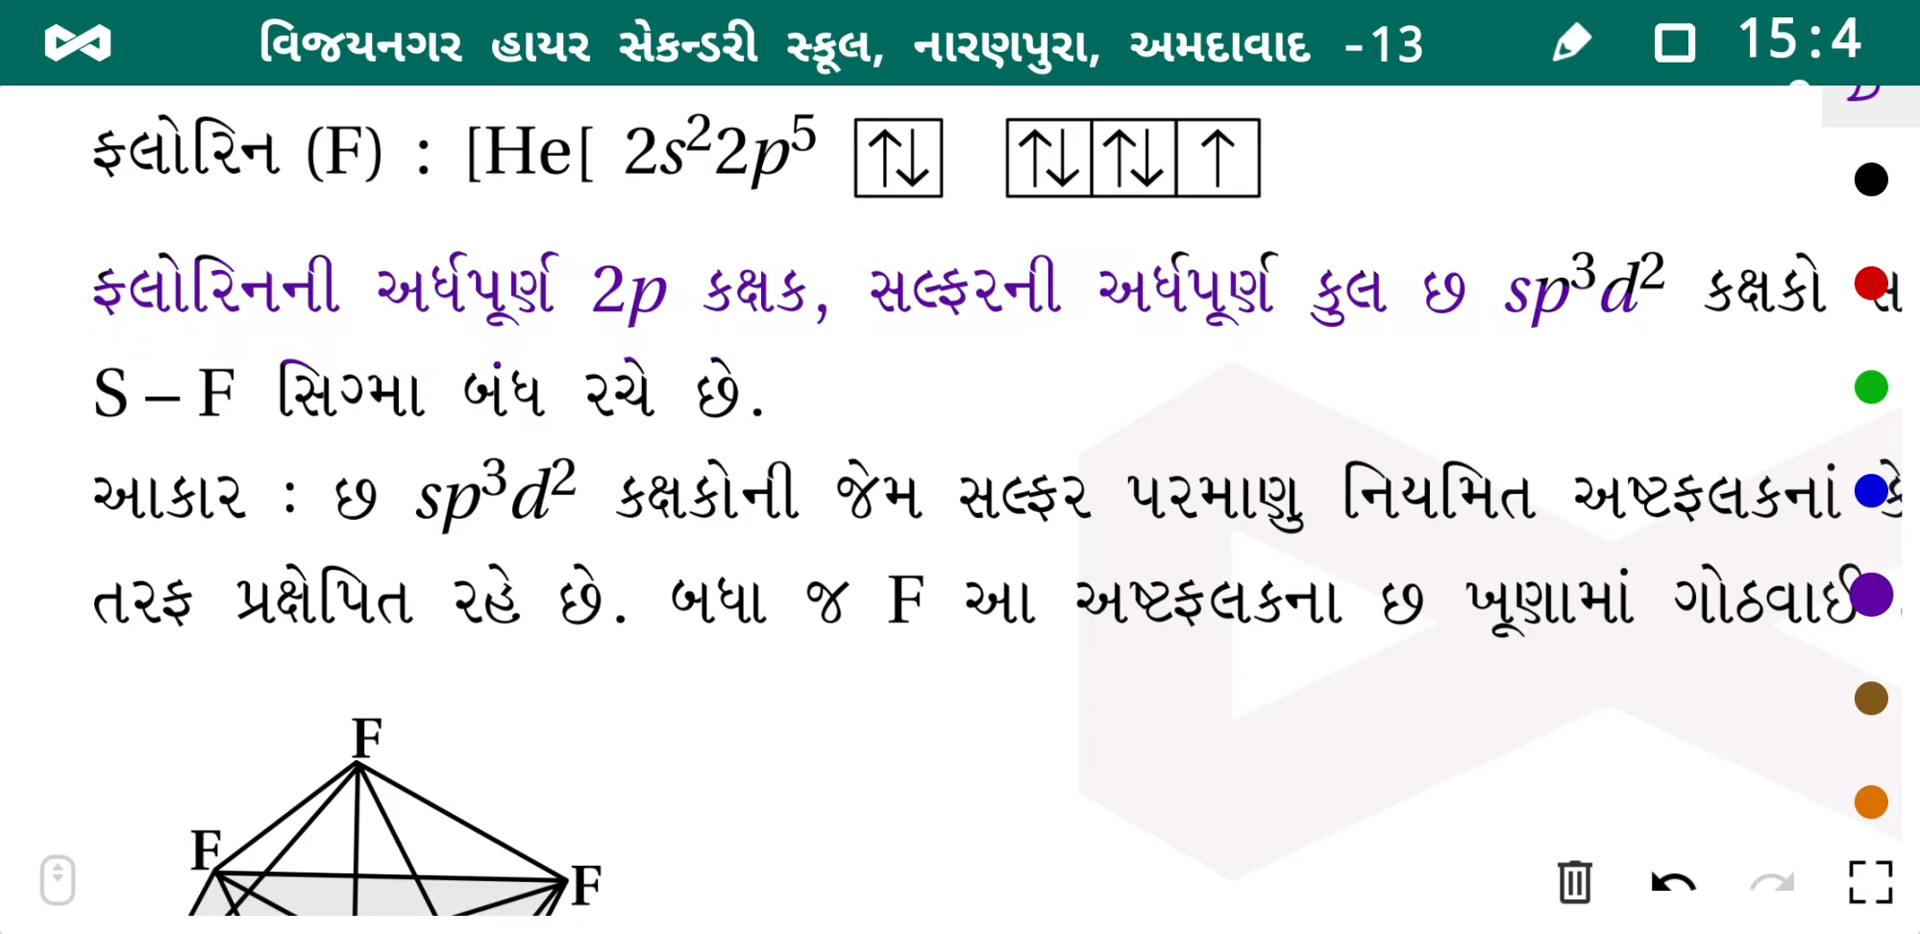 વિજયનગર હાયર સેકન્ડરી સ્કૂલ, નારણપુરા, અમદાવાદ -13 15:4
ફલોરિન (F) : [He[ 2s²2p⁵ ↑↓ ↑↓ ↑↓ ↑
ફલોરિનની અર્ધપૂર્ણ 2p કક્ષક, સલ્ફરની અર્ધપૂર્ણ કુલ છ sp³d² કક્ષકો
S – F સિગ્મા બંધ રચે છે.
આકાર : છ sp³d² કક્ષકોની જેમ સલ્ફર પરમાણુ નિયમિત અષ્ટફલકનાં
તરફ પ્રક્ષેપિત રહે છે. બધા જ F આ અષ્ટફલકના છ ખૂણામાં ગોઠવાઈ
F
F
F